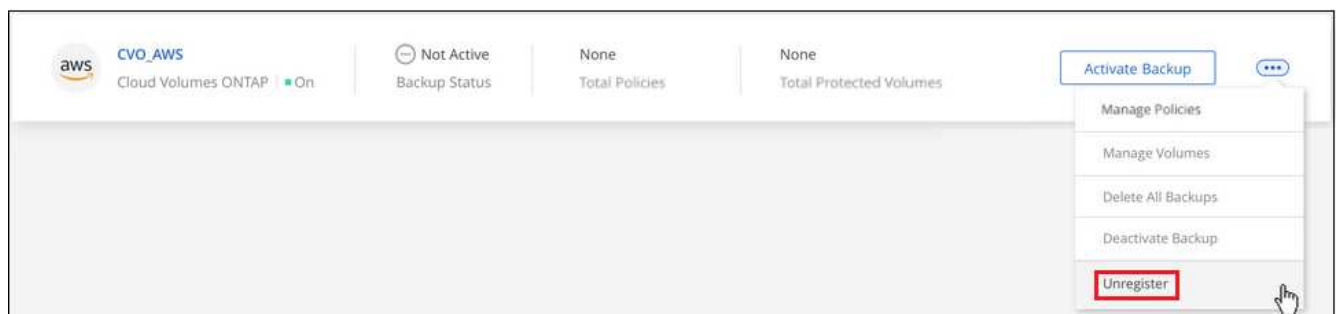 aws
CVO_AWS
Cloud Volumes ONTAP
On
Not Active
Backup Status
None
Total Policies
None
Total Protected Volumes
Activate Backup
Manage Policies
Manage Volumes
Delete All Backups
Deactivate Backup
Unregister